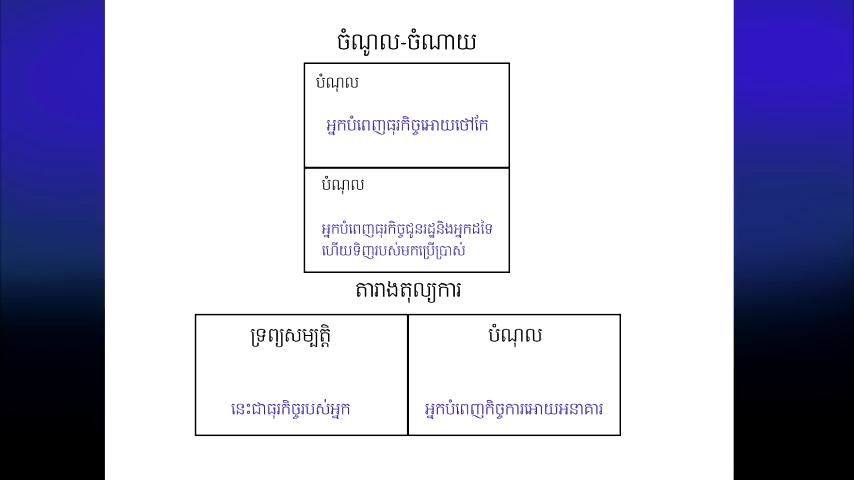 ចំណូល-ចំណាយ
បំណុល
អ្នកបំពេញធុរកិច្ចអោយថៅកែ
បំណុល
អ្នកបំពេញធុរកិច្ចជូនរដ្ឋនិងអ្នកដទៃ
ហើយទិញរបស់មកប្រើប្រាស់
តារាងតុល្យការ
ទ្រព្យសម្បត្តិ
បំណុល
នេះជាធុរកិច្ចរបស់អ្នក
អ្នកបំពេញកិច្ចការអោយអនាគារ